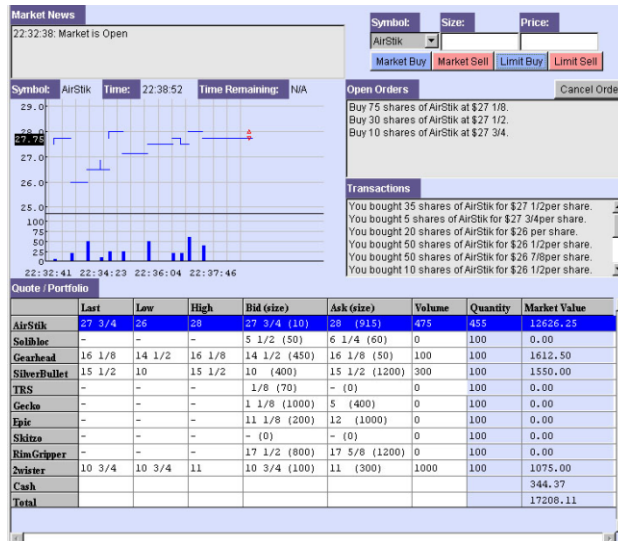 Market News
22:32:38: Market is Open
Symbol: Size: Price:
AirStik
Market Buy Market Sell Limit Buy Limit Sell
Symbol: AirStik Time: 22:38:52 Time Remaining: N/A
29.0
28.0
27.75
27.0
26.0
25.0
100
75
50
25
0
22:32:41 22:34:23 22:36:04 22:37:46
Open Orders Cancel Orde
Buy 75 shares of AirStik at $27 1/8.
Buy 30 shares of AirStik at $27 1/2.
Buy 10 shares of AirStik at $27 3/4.
Transactions
You bought 35 shares of AirStik for $27 1/2per share.
You bought 5 shares of AirStik for $27 3/4per share.
You bought 20 shares of AirStik for $26 per share.
You bought 50 shares of AirStik for $26 1/2per share.
You bought 50 shares of AirStik for $26 7/8per share.
You bought 10 shares of AirStik for $26 1/2per share.
Quote / Portfolio
Last Low High Bid (size) Ask (size) Volume Quantity Market Value
AirStik 27 3/4 26 28 27 3/4 (10) 28 (915) 475 455 12626.25
Solibloc - - - 5 1/2 (50) 6 1/4 (60) 0 100 0.00
Gearhead 16 1/8 14 1/2 16 1/8 14 1/2 (450) 16 1/8 (50) 100 100 1612.50
SilverBullet 15 1/2 10 15 1/2 10 (400) 15 1/2 (1200) 300 100 1550.00
TRS - - - 1/8 (70) - (0) 0 100 0.00
Gecko - - - 1 1/8 (1000) 5 (400) 0 100 0.00
Epic - - - 11 1/8 (200) 12 (1000) 0 100 0.00
Skitzo - - - - (0) - (0) 0 100 0.00
RimGripper - - - 17 1/2 (800) 17 5/8 (1200) 0 100 0.00
2wister 10 3/4 10 3/4 11 10 3/4 (100) 11 (300) 1000 100 1075.00
Cash 344.37
Total 17208.11